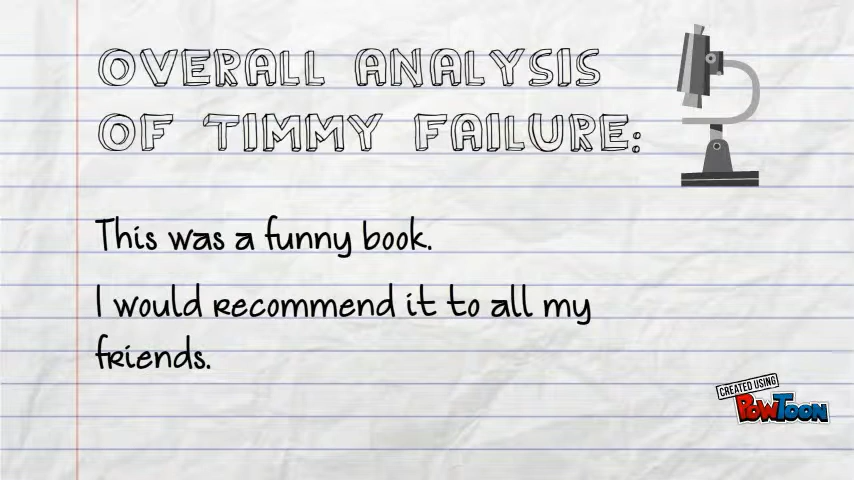 OVERALL ANALYSIS
OF TIMMY FAILURE:
This was a funny book.
I would recommend it to all my
friends.
CREATED USING
POWTOON